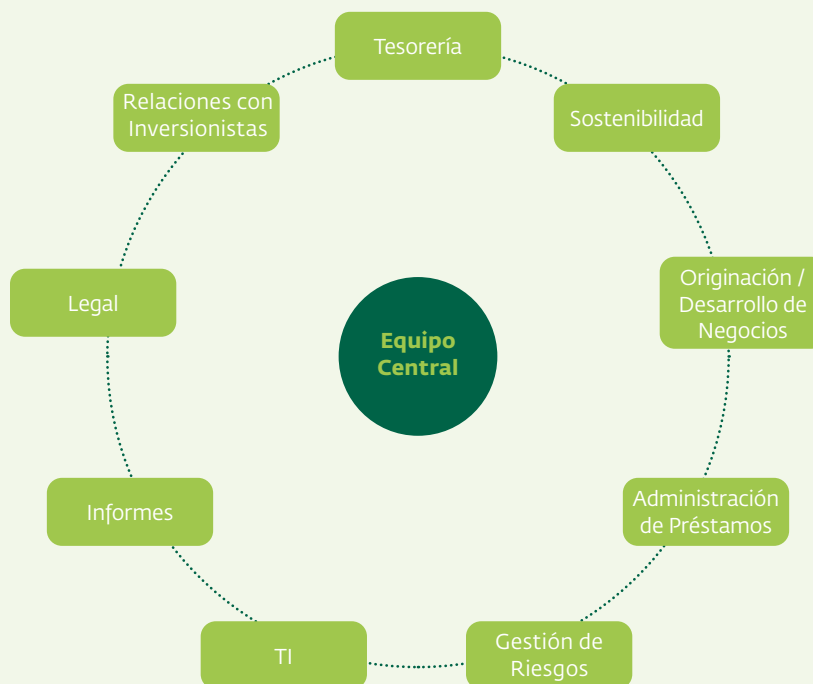 Tesorería
Sostenibilidad
Originación /
Desarrollo de
Negocios
Administración
de Préstamos
Gestión de
Riesgos
TI
Informes
Legal
Relaciones con
Inversionistas
Equipo
Central